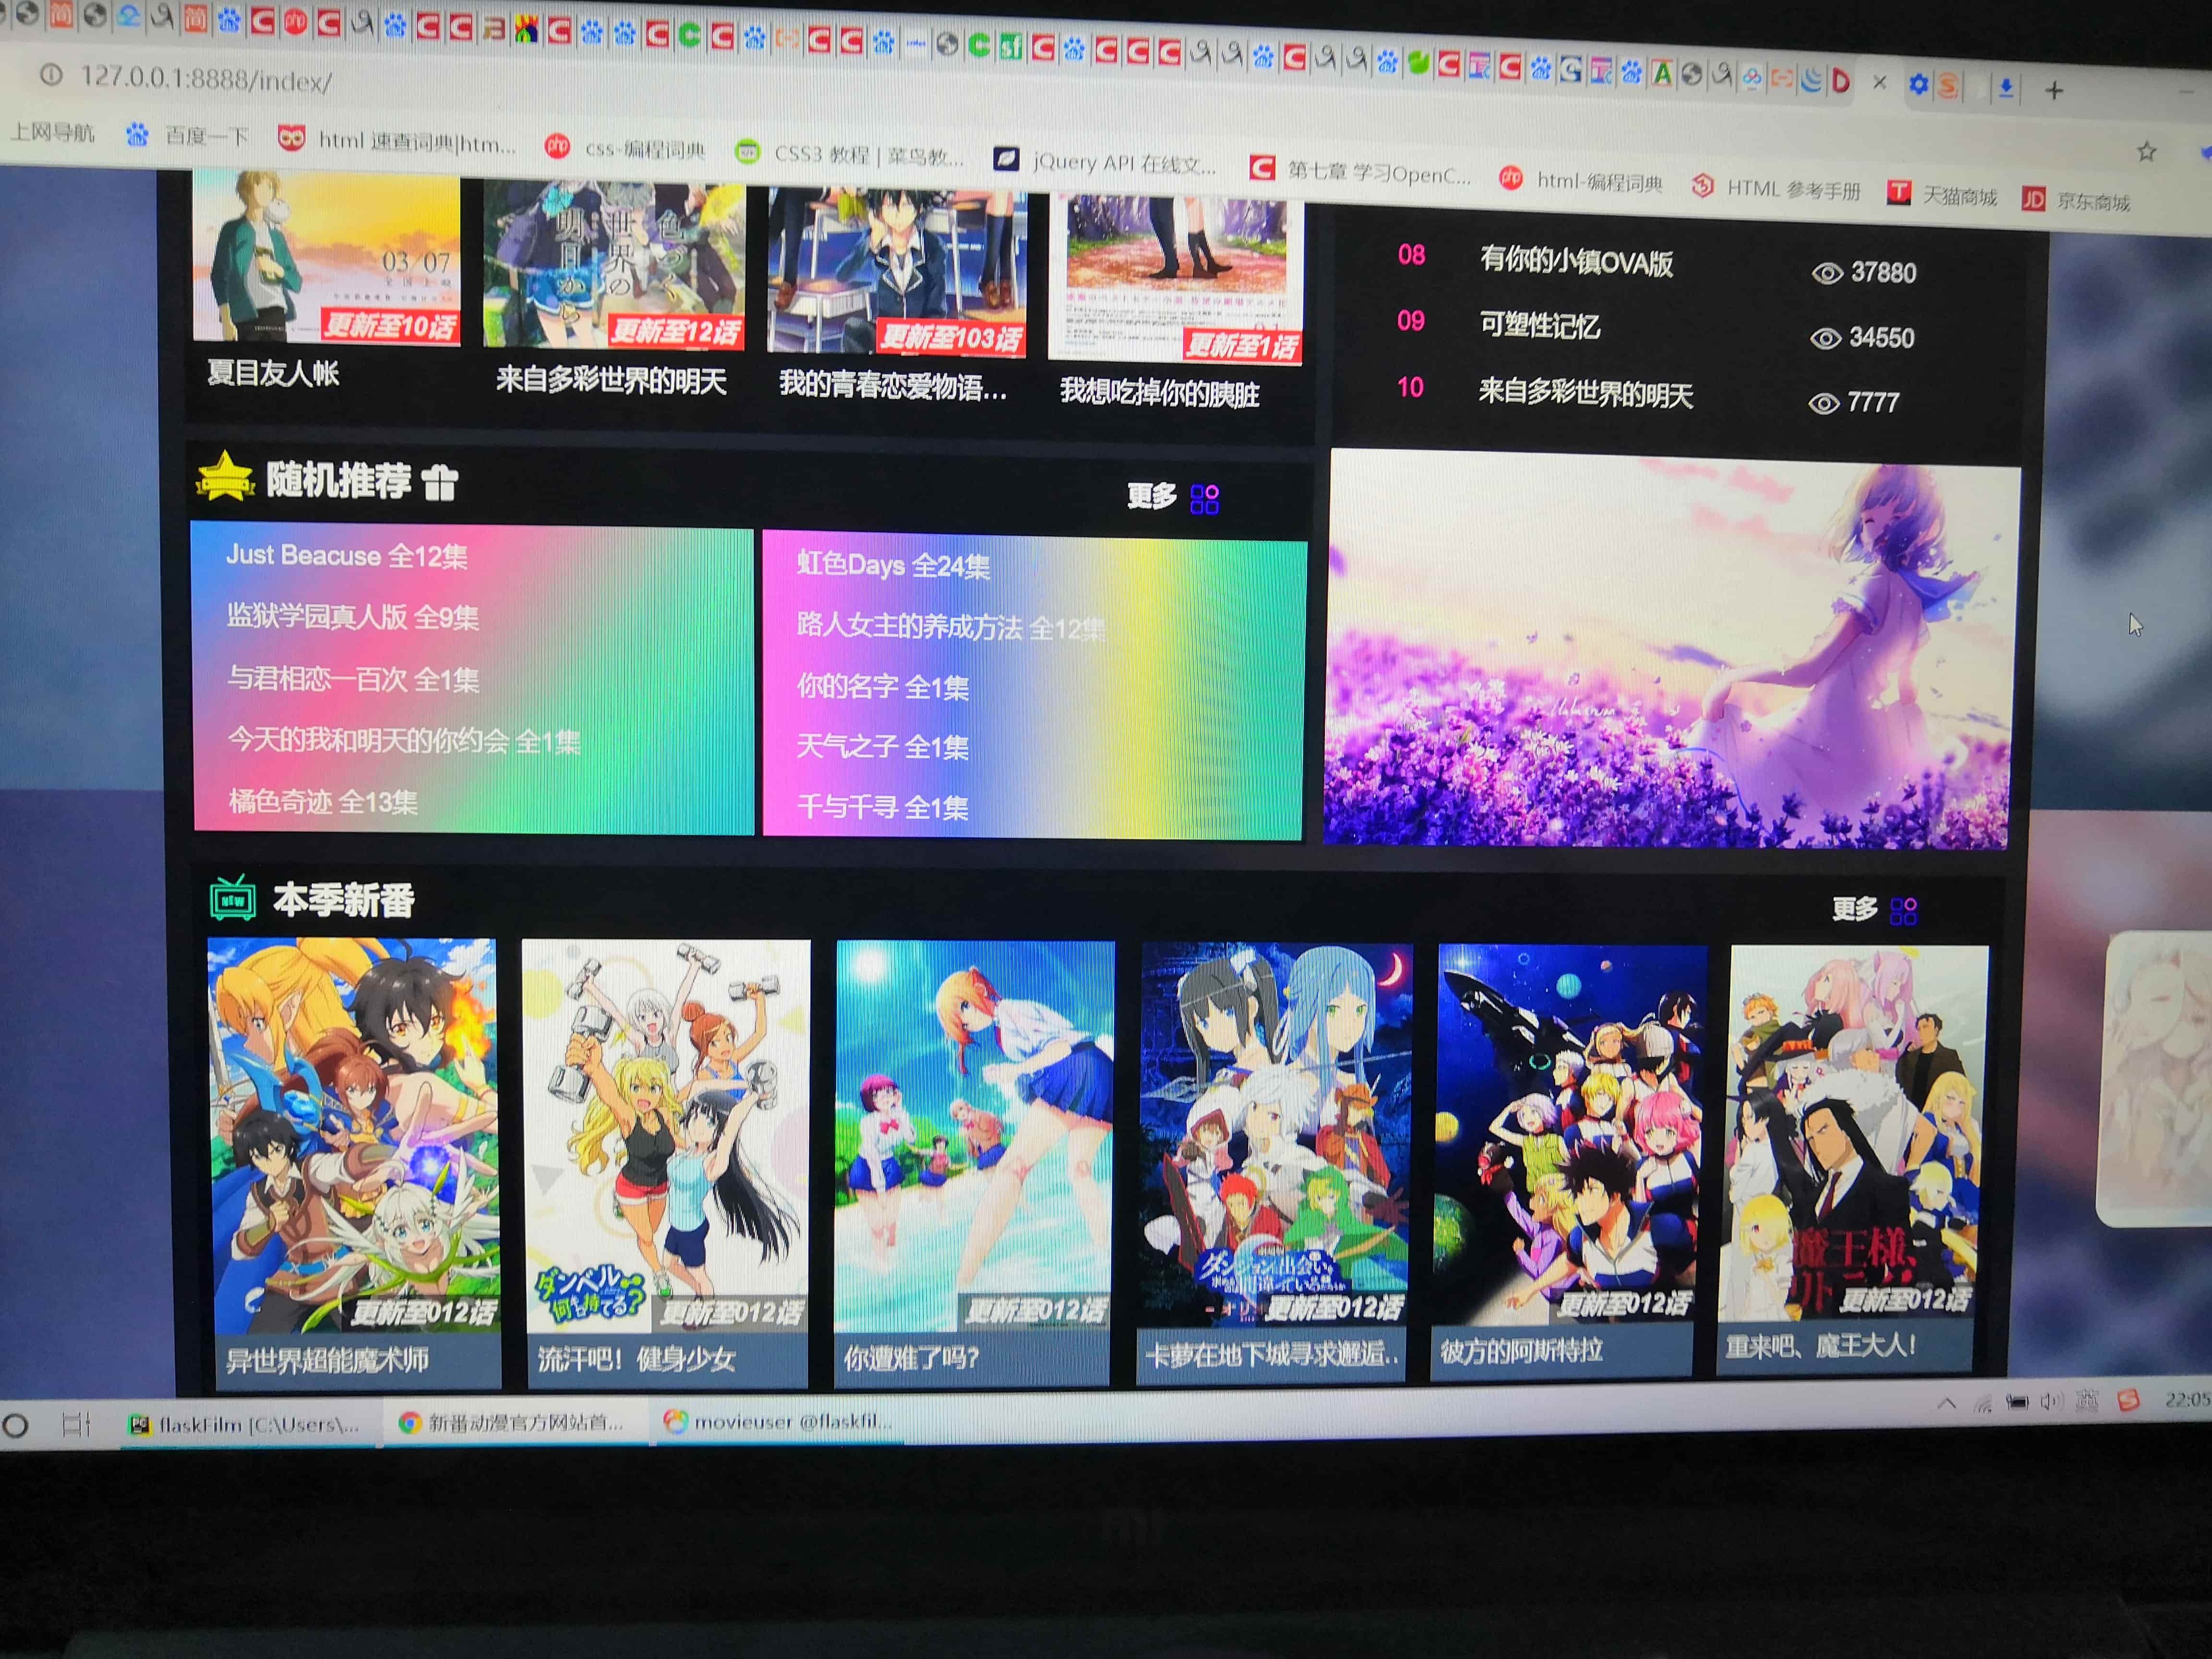 127.0.0.1:8888/index/
上网导航
百度一下
html 速查词典|htm...
css-编程词典
CSS3 教程 | 菜鸟教...
jQuery API 在线文...
第七章 学习OpenC...
html-编程词典
HTML 参考手册
天猫商城
京东商城
03/07
更新至10话
更新至12话
更新至103话
更新至1话
夏目友人帐
来自多彩世界的明天
我的青春恋爱物语...
我想吃掉你的胰脏
08 有你的小镇OVA版 37880
09 可塑性记忆 34550
10 来自多彩世界的明天 7777
随机推荐
更多
Just Beacuse 全12集
监狱学园真人版 全9集
与君相恋一百次 全1集
今天的我和明天的你约会 全1集
橘色奇迹 全13集
虹色Days 全24集
路人女主的养成方法 全12集
你的名字 全1集
天气之子 全1集
千与千寻 全1集
NEW
本季新番
更多
ダンベル
何キロ持てる?
魔王様、
更新至012话
更新至012话
更新至012话
更新至012话
更新至012话
更新至012话
异世界超能魔术师
流汗吧！健身少女
你遭难了吗?
卡萝在地下城寻求邂逅..
彼方的阿斯特拉
重来吧、魔王大人!
flaskFilm [C:\Users\...
新番动漫官方网站首...
movieuser @flaskfil...
英
22:05